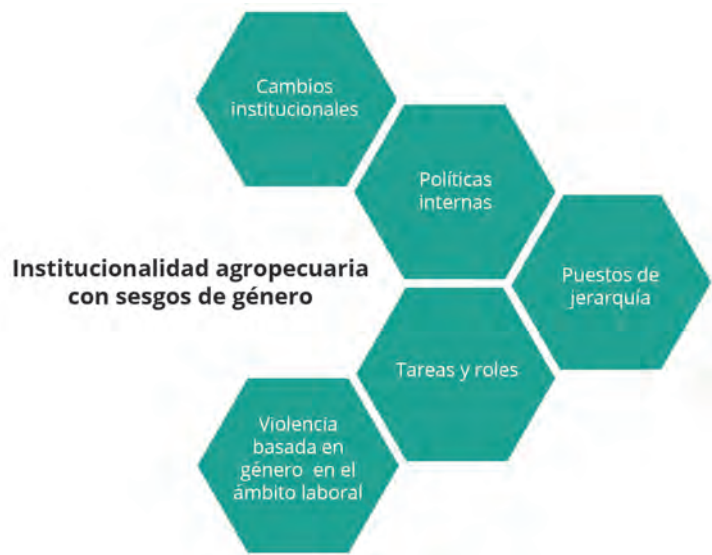 Cambios
institucionales
Políticas
internas
Institucionalidad agropecuaria
con sesgos de género
Puestos de
jerarquía
Tareas y roles
Violencia
basada en
género en el
ámbito laboral